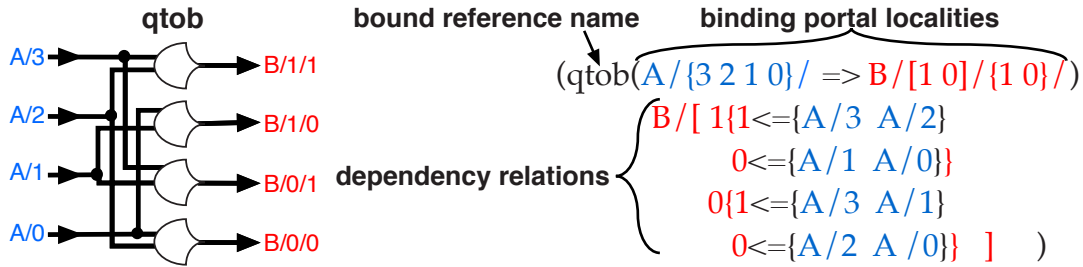 qtob
bound reference name
binding portal localities
A/3
A/2
A/1
A/0
B/1/1
B/1/0
B/0/1
B/0/0
(qtob(A/{3 2 1 0}/ => B/[1 0]/{1 0}/)
dependency relations
B/[ 1{1<={A/3 A/2}
0<={A/1 A/0}}
0{1<={A/3 A/1}
0<={A/2 A/0}} ] )